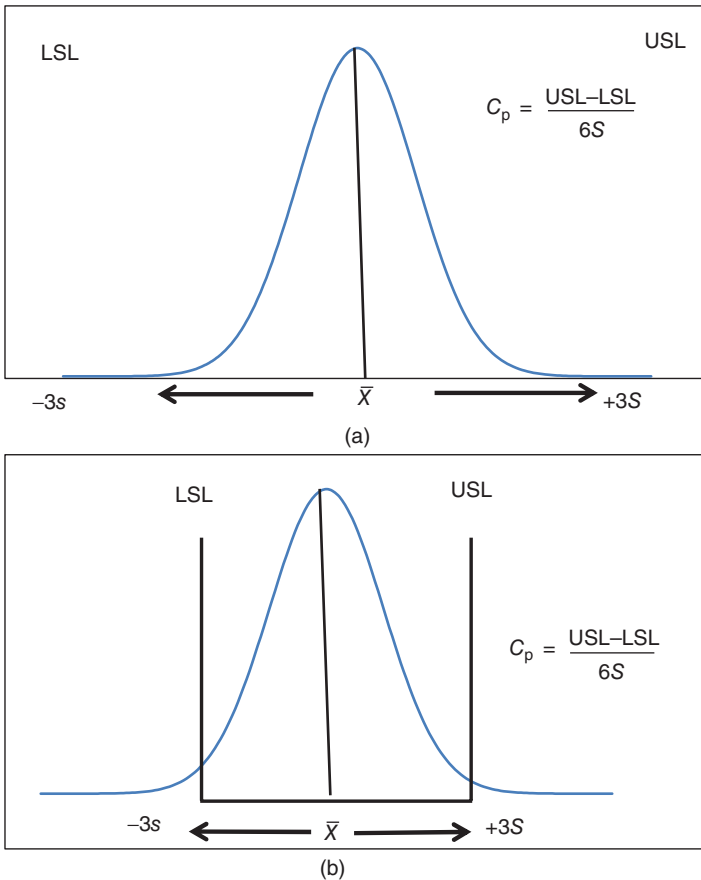 LSL
USL
Cp = USL–LSL
6S
–3s
X̄
+3S
(a)
LSL
USL
Cp = USL–LSL
6S
–3s
X̄
+3S
(b)